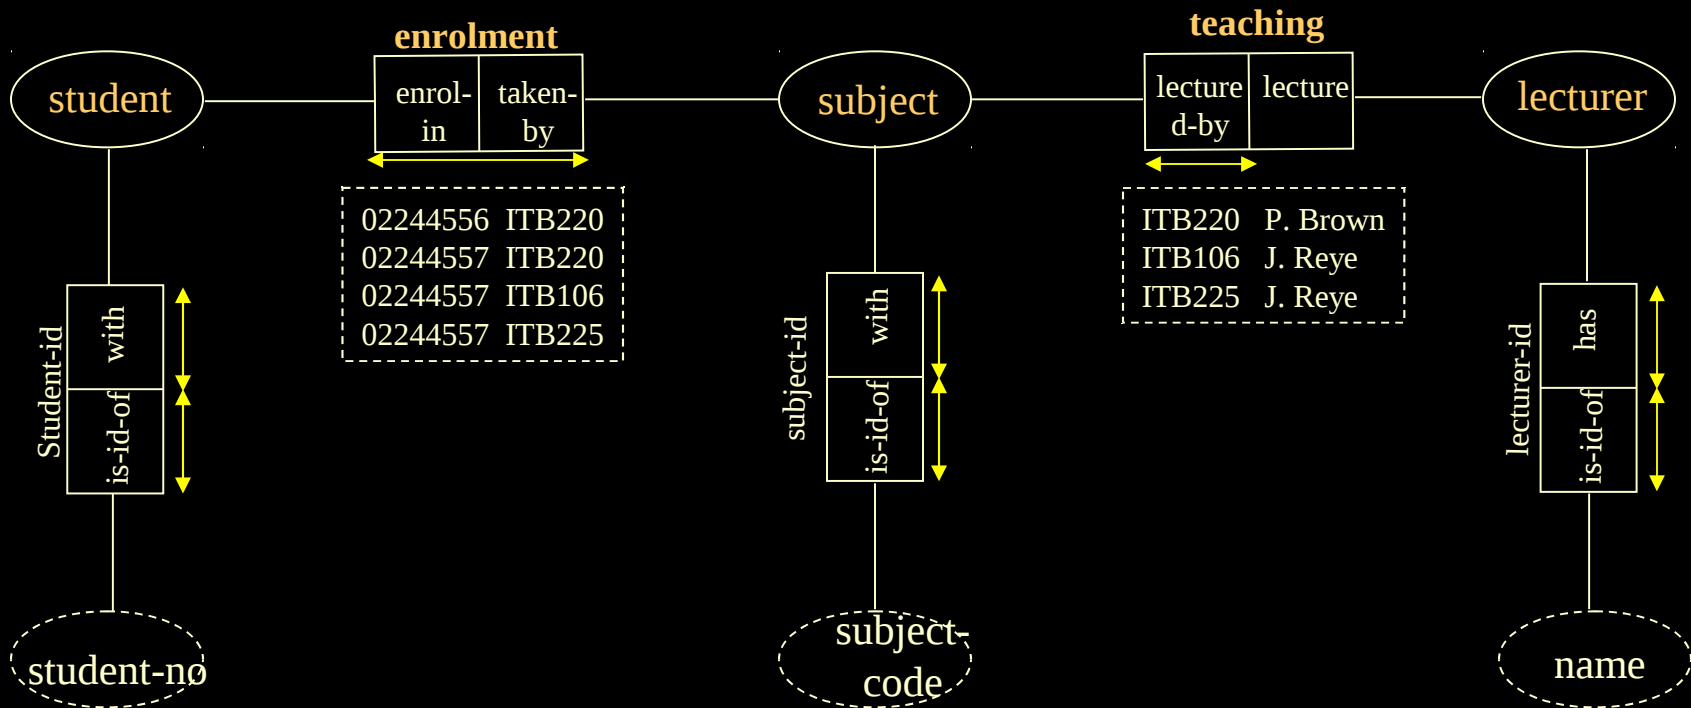 enrolment
teaching
student
enrol-
in
taken-
by
subject
lecture
d-by
lecture
lecturer
02244556 ITB220
02244557 ITB220
02244557 ITB106
02244557 ITB225
ITB220 P. Brown
ITB106 J. Reye
ITB225 J. Reye
Student-id
with
is-id-of
subject-id
with
is-id-of
lecturer-id
has
is-id-of
student-no
subject-
code
name